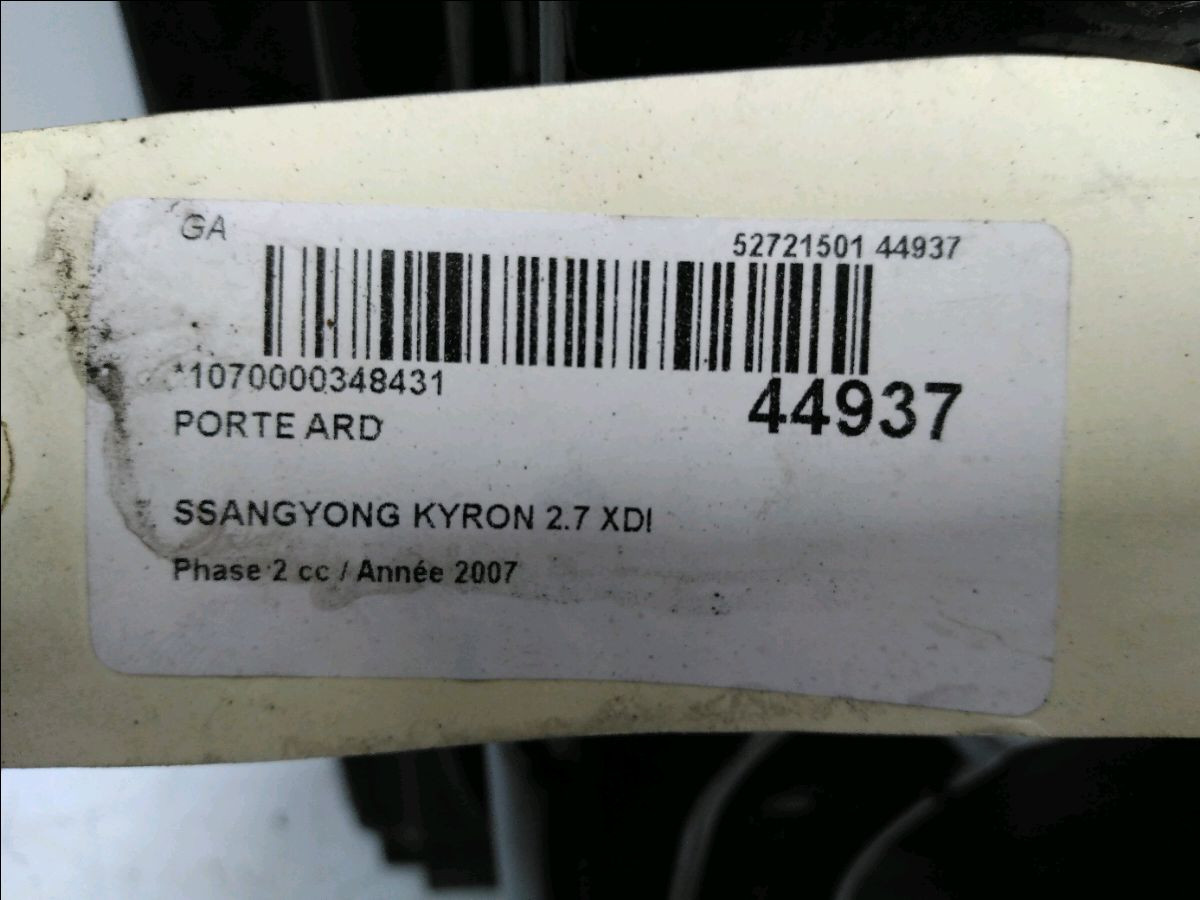 GA
52721501 44937
*1070000348431
44937
PORTE ARD
SSANGYONG KYRON 2.7 XDI
Phase 2 cc / Année 2007